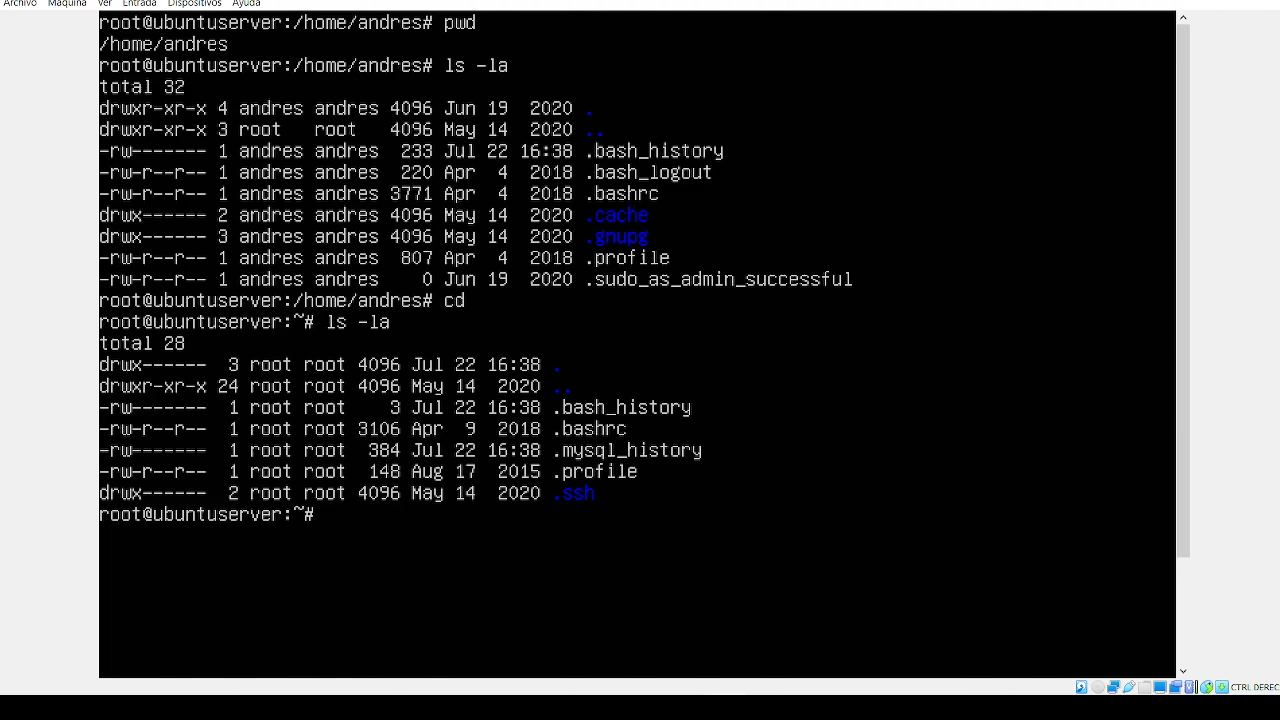 Archivo Máquina Ver Entrada Dispositivos Ayuda
root@ubuntuserver:/home/andres# pwd
/home/andres
root@ubuntuserver:/home/andres# ls -la
total 32
drwxr-xr-x 4 andres andres 4096 Jun 19  2020 .
drwxr-xr-x 3 root   root   4096 May 14  2020 ..
-rw------- 1 andres andres  233 Jul 22 16:38 .bash_history
-rw-r--r-- 1 andres andres  220 Apr  4  2018 .bash_logout
-rw-r--r-- 1 andres andres 3771 Apr  4  2018 .bashrc
drwx------ 2 andres andres 4096 May 14  2020 .cache
drwx------ 3 andres andres 4096 May 14  2020 .gnupg
-rw-r--r-- 1 andres andres  807 Apr  4  2018 .profile
-rw-r--r-- 1 andres andres    0 Jun 19  2020 .sudo_as_admin_successful
root@ubuntuserver:/home/andres# cd
root@ubuntuserver:~# ls -la
total 28
drwx------  3 root root 4096 Jul 22 16:38 .
drwxr-xr-x 24 root root 4096 May 14  2020 ..
-rw-------  1 root root    3 Jul 22 16:38 .bash_history
-rw-r--r--  1 root root 3106 Apr  9  2018 .bashrc
-rw-------  1 root root  384 Jul 22 16:38 .mysql_history
-rw-r--r--  1 root root  148 Aug 17  2015 .profile
drwx------  2 root root 4096 May 14  2020 .ssh
root@ubuntuserver:~#
CTRL DEREC